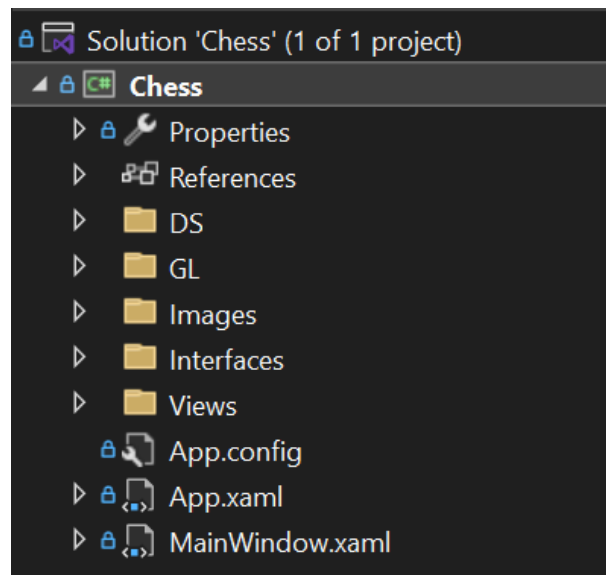 Solution 'Chess' (1 of 1 project)
C# Chess
Properties
References
DS
GL
Images
Interfaces
Views
App.config
App.xaml
MainWindow.xaml